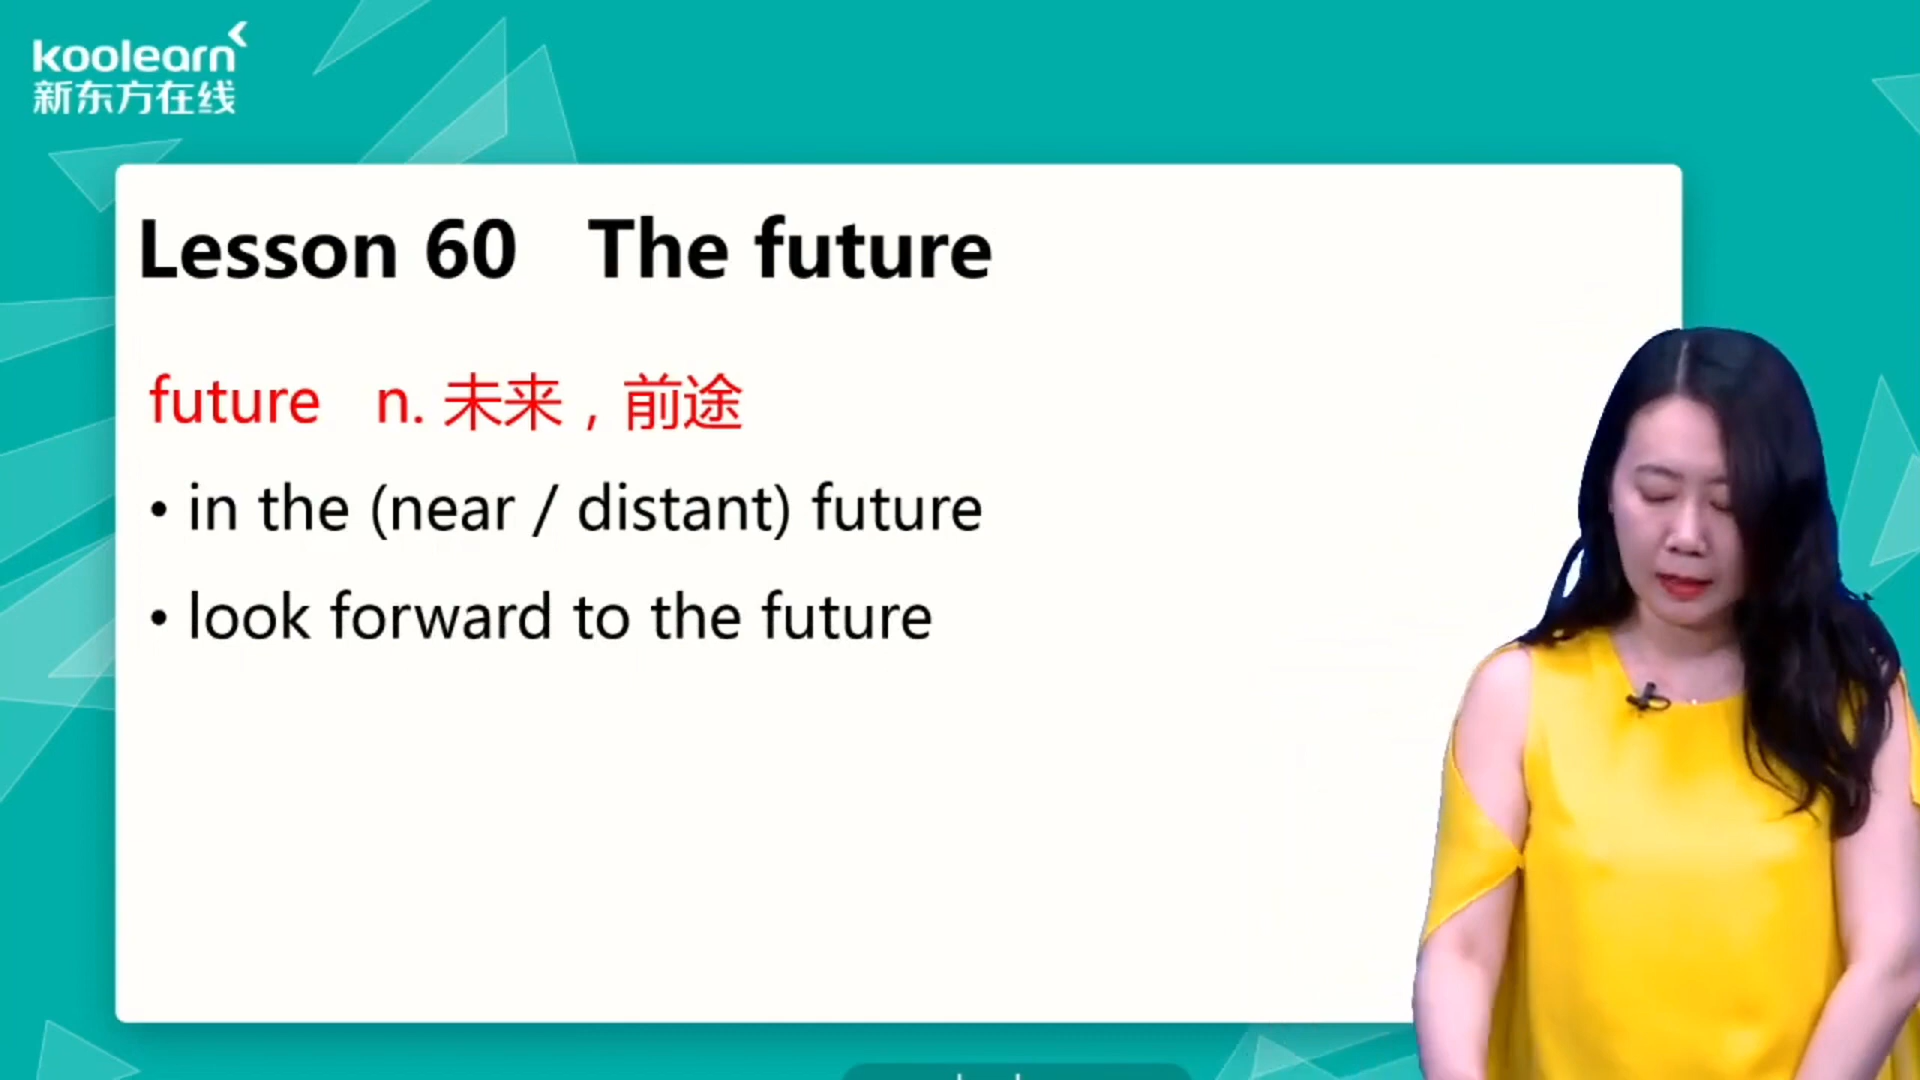 koolearn
新东方在线
Lesson 60 The future
future n. 未来，前途
• in the (near / distant) future
• look forward to the future